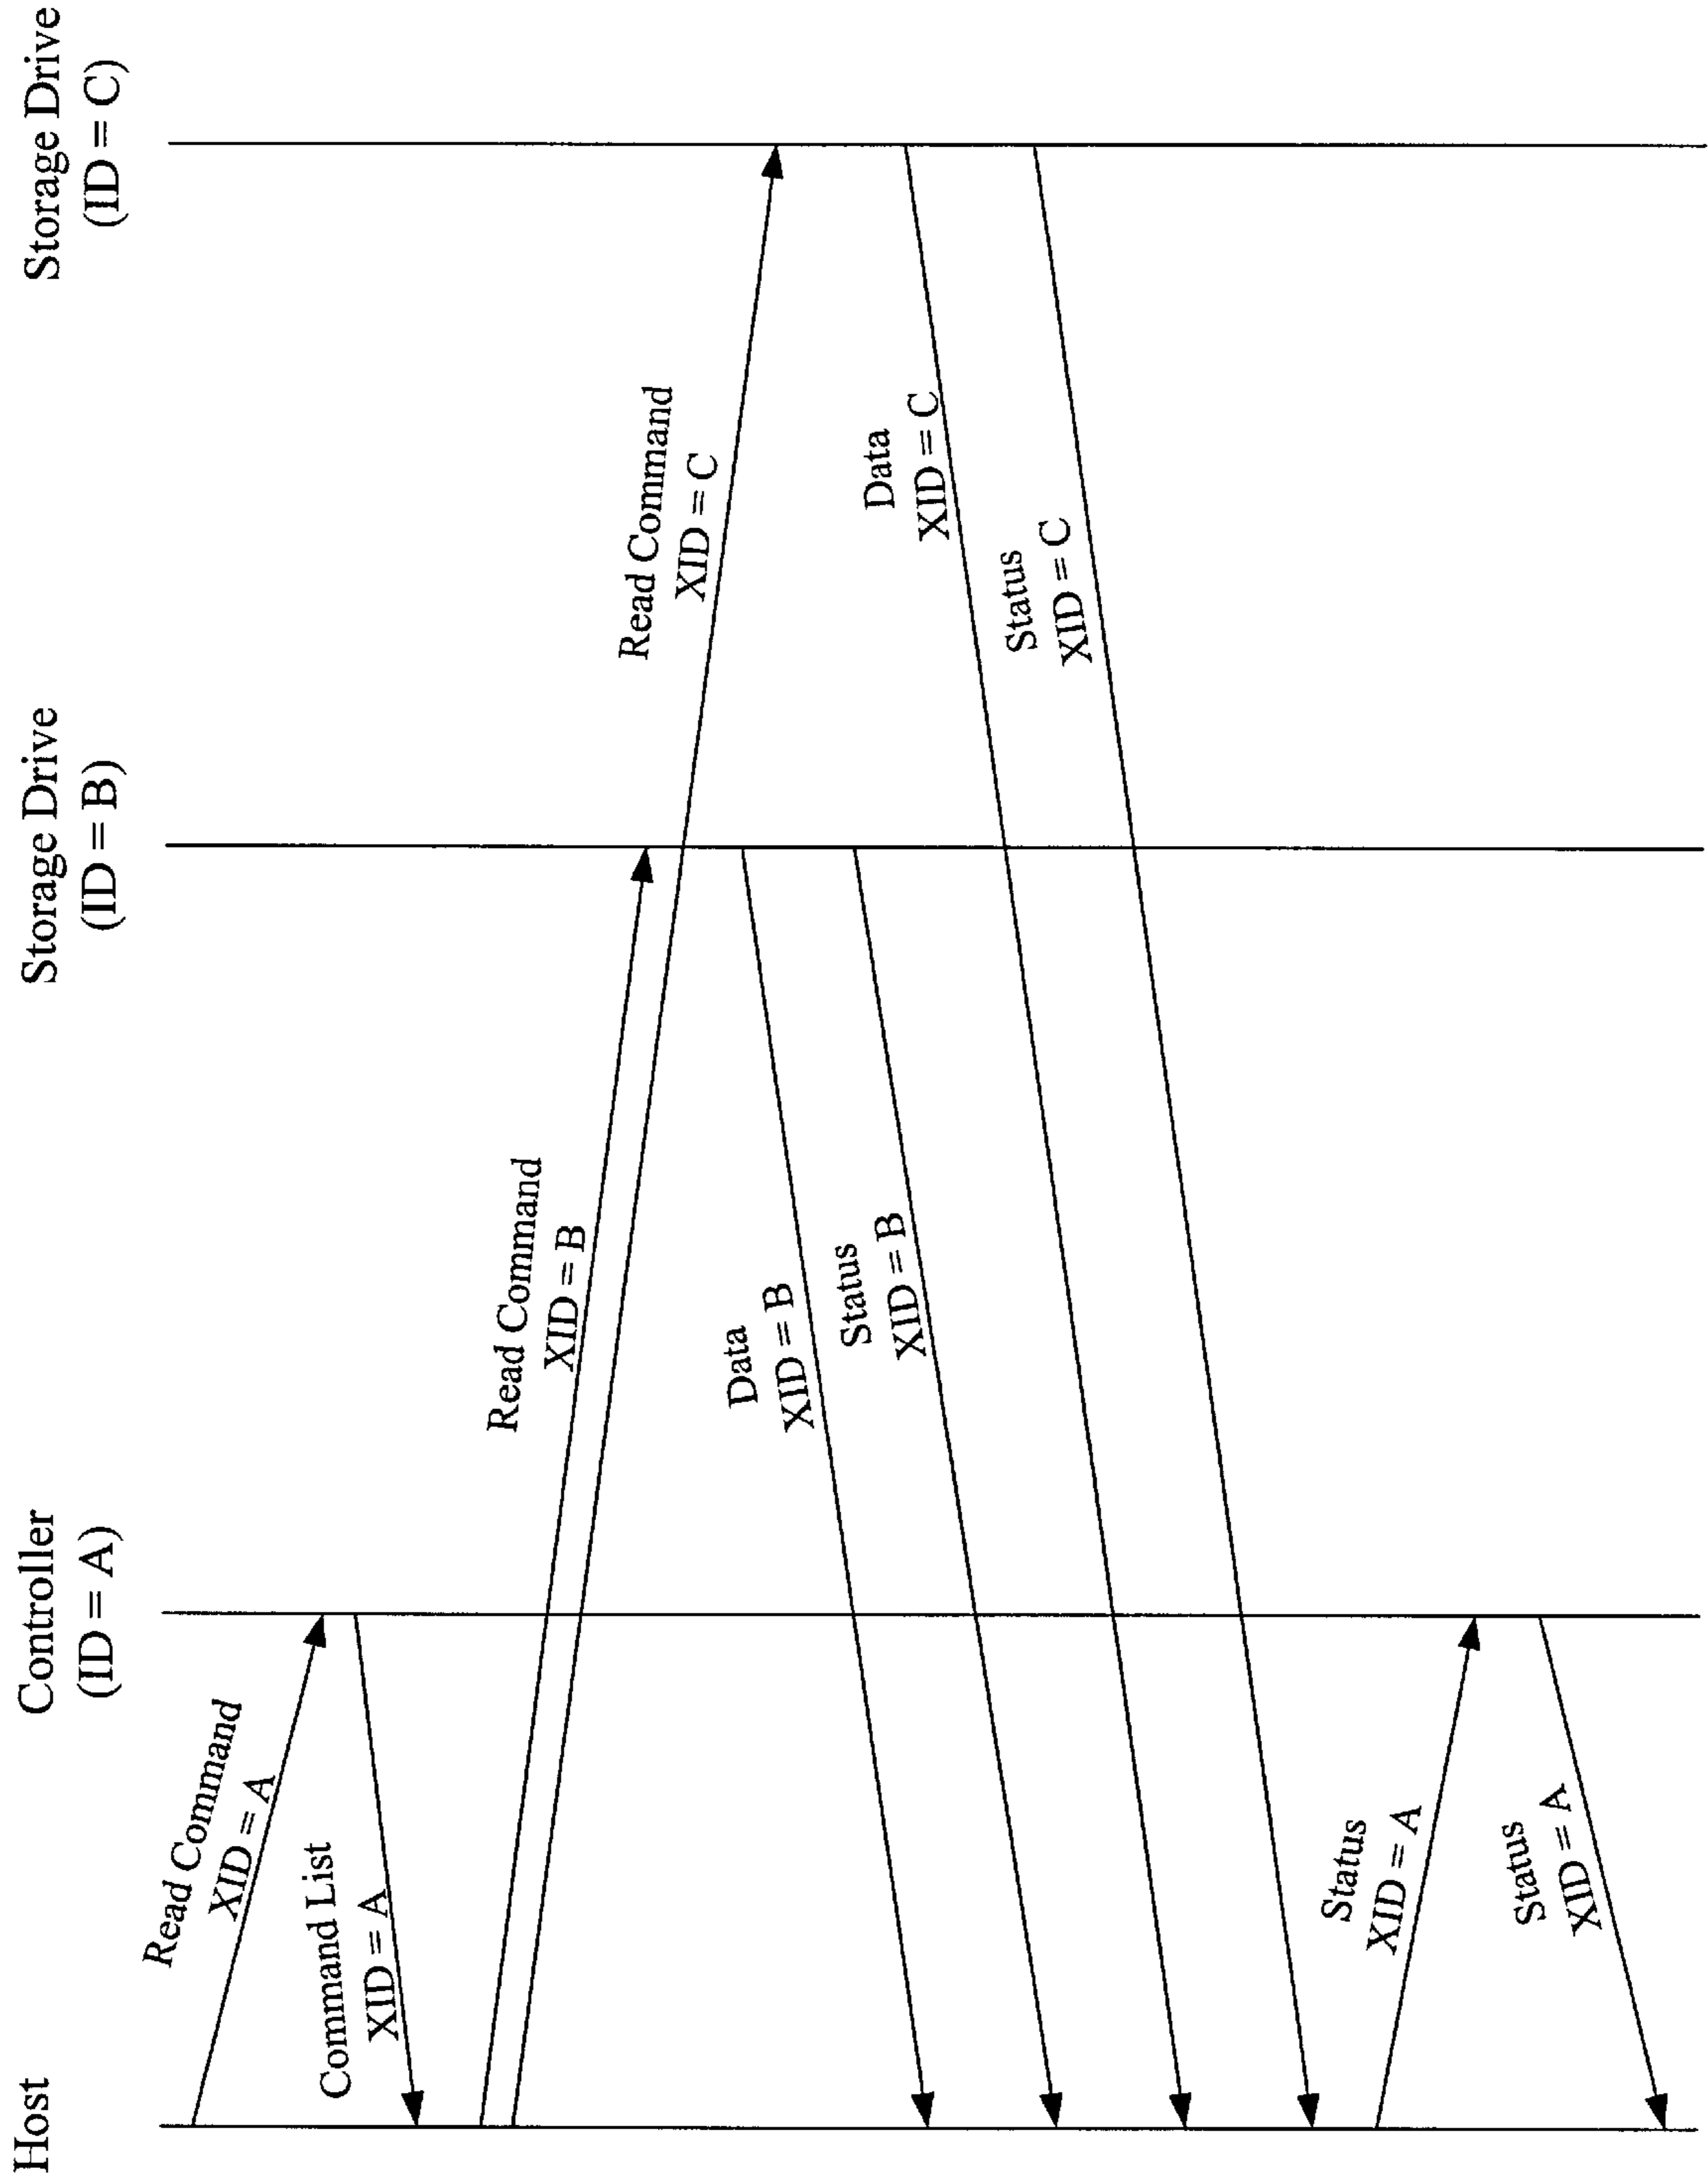 Host
Controller
(ID = A)
Storage Drive
(ID = B)
Storage Drive
(ID = C)
Read Command
XID = A
Command List
XID = A
Read Command
XID = B
Read Command
XID = C
Data
XID = B
Status
XID = B
Data
XID = C
Status
XID = C
Status
XID = A
Status
XID = A